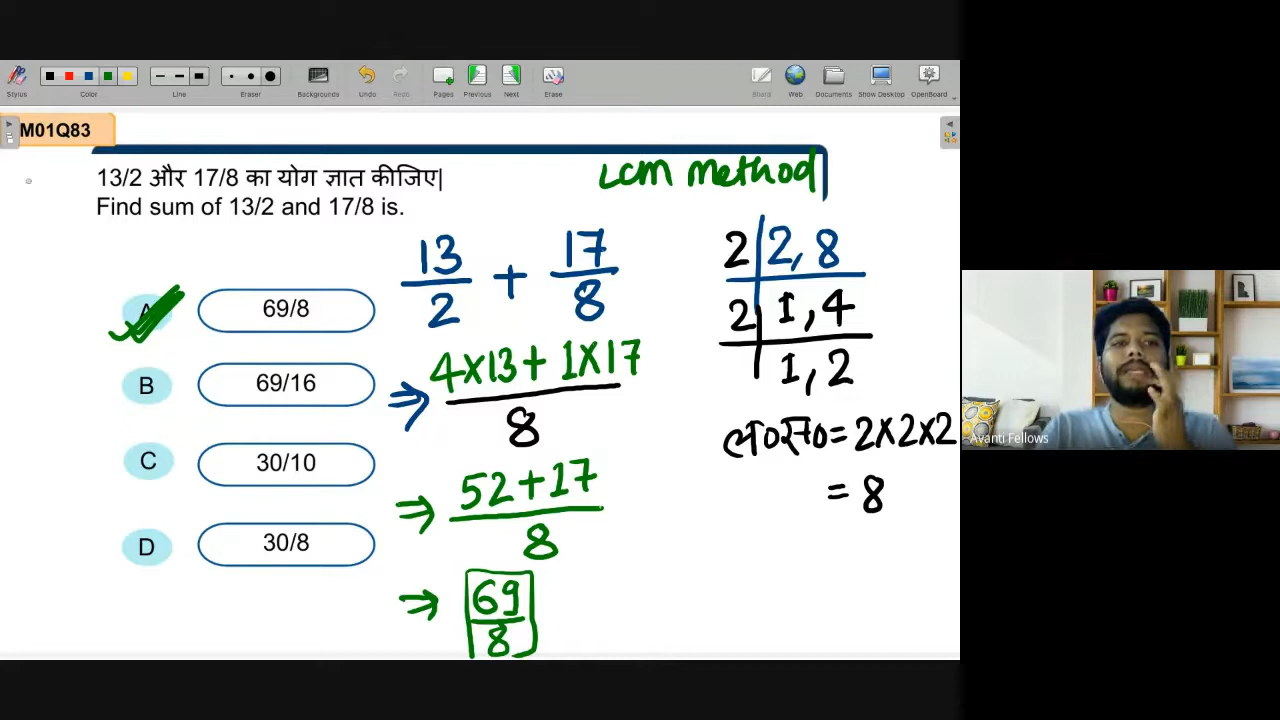 Stylus Color Line Eraser Backgrounds Undo Redo Pages Previous Next Erase Board Web Documents Show Desktop OpenBoard
M01Q83
13/2 और 17/8 का योग ज्ञात कीजिए|
Find sum of 13/2 and 17/8 is.
LCM method
13/2 + 17/8
2 | 2, 8
2 | 1, 4
1, 2
ल०स० = 2×2×2
= 8
A 69/8
B 69/16
C 30/10
D 30/8
⇒ 4×13 + 1×17 / 8
⇒ 52+17 / 8
⇒ 69/8
Avanti Fellows